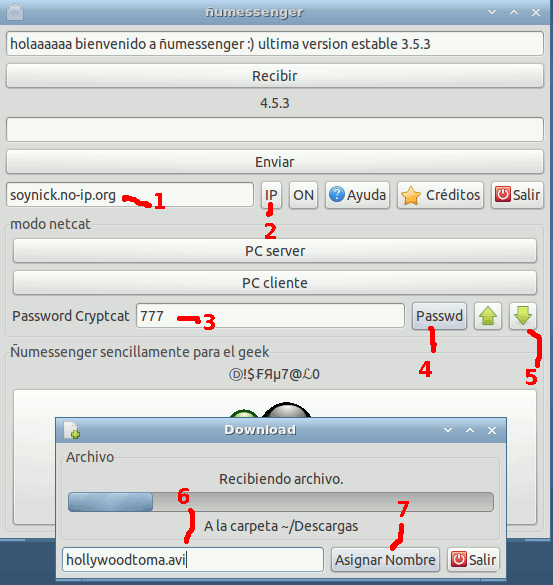 ñumessenger
holaaaaaa bienvenido a ñumessenger :) ultima version estable 3.5.3
Recibir
4.5.3
Enviar
soynick.no-ip.org 1 IP ON Ayuda Créditos Salir
2
modo netcat
PC server
PC cliente
Password Cryptcat 777 3 Passwd
4 5
Ñumessenger sencillamente para el geek
Ⓓ!$₣Яµ7@ℒ0
Download
Archivo
Recibiendo archivo.
6 7
A la carpeta ~/Descargas
hollywoodtoma.avi Asignar Nombre Salir